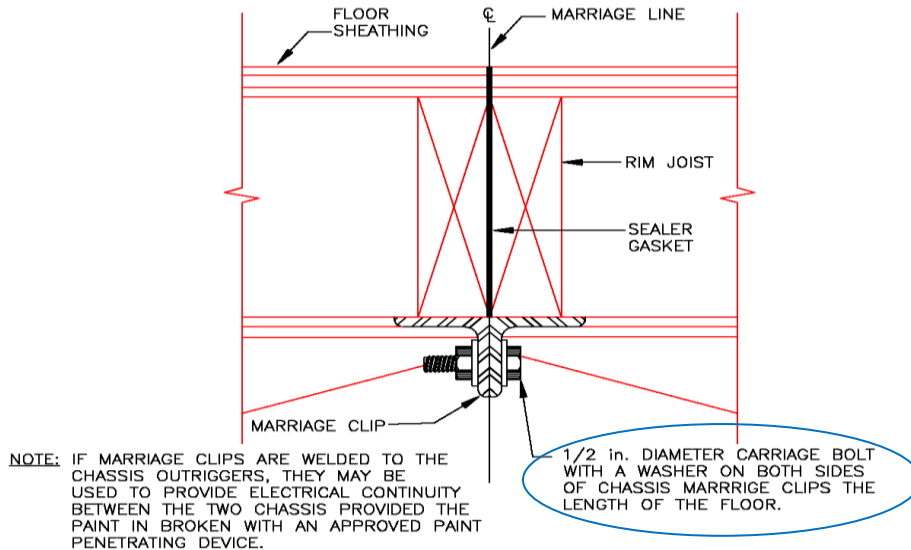 FLOOR
SHEATHING
℄
MARRIAGE LINE
RIM JOIST
SEALER
GASKET
MARRIAGE CLIP
NOTE: IF MARRIAGE CLIPS ARE WELDED TO THE
CHASSIS OUTRIGGERS, THEY MAY BE
USED TO PROVIDE ELECTRICAL CONTINUITY
BETWEEN THE TWO CHASSIS PROVIDED THE
PAINT IN BROKEN WITH AN APPROVED PAINT
PENETRATING DEVICE.
1/2 in. DIAMETER CARRIAGE BOLT
WITH A WASHER ON BOTH SIDES
OF CHASSIS MARRRIGE CLIPS THE
LENGTH OF THE FLOOR.